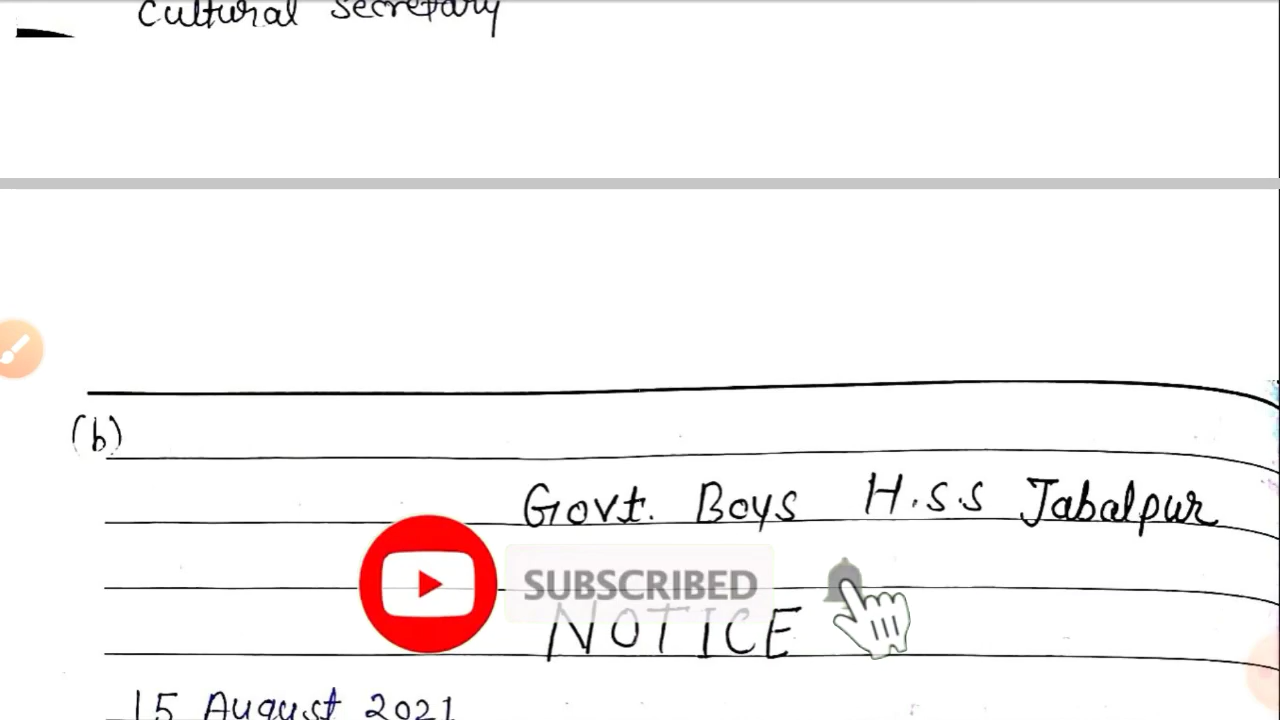 Cultural Secretary
(b)
Govt. Boys H.S.S Jabalpur
SUBSCRIBED
NOTICE
15 August 2021